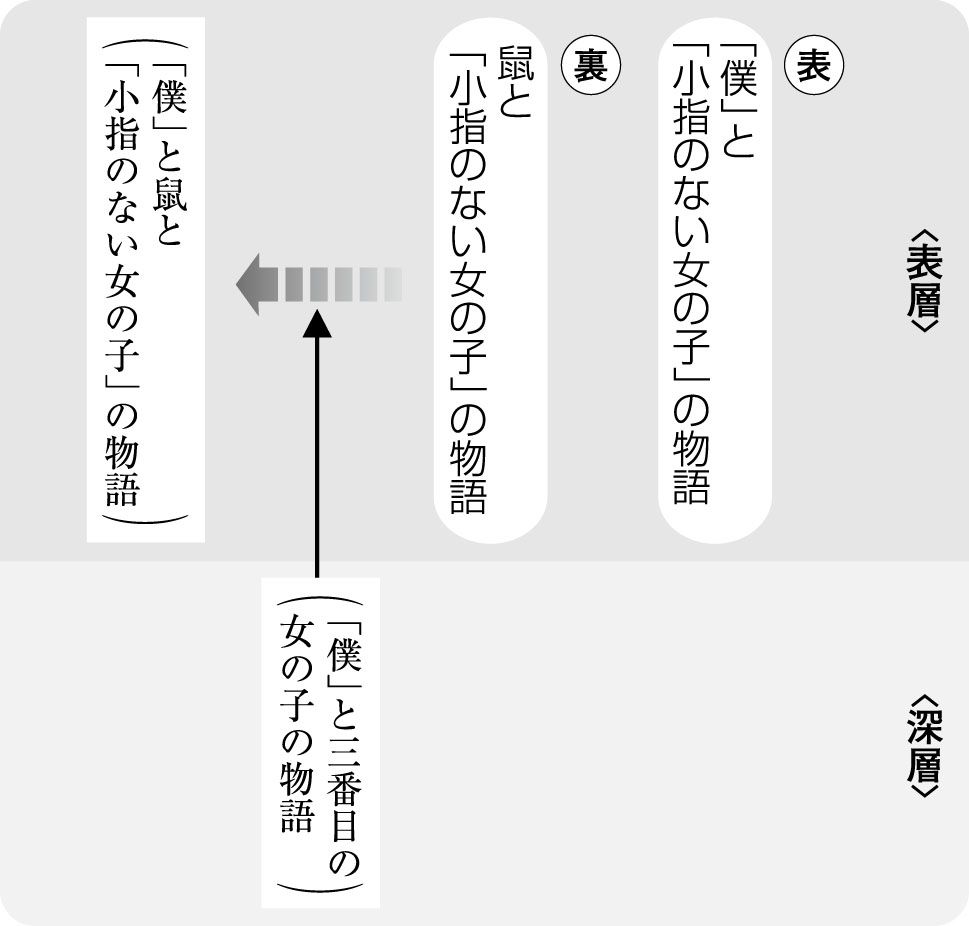 〈表層〉
表
「僕」と
「小指のない女の子」の物語
裏
鼠と
「小指のない女の子」の物語
（「僕」と鼠と
「小指のない女の子」の物語）
〈深層〉
（「僕」と三番目の
女の子の物語）